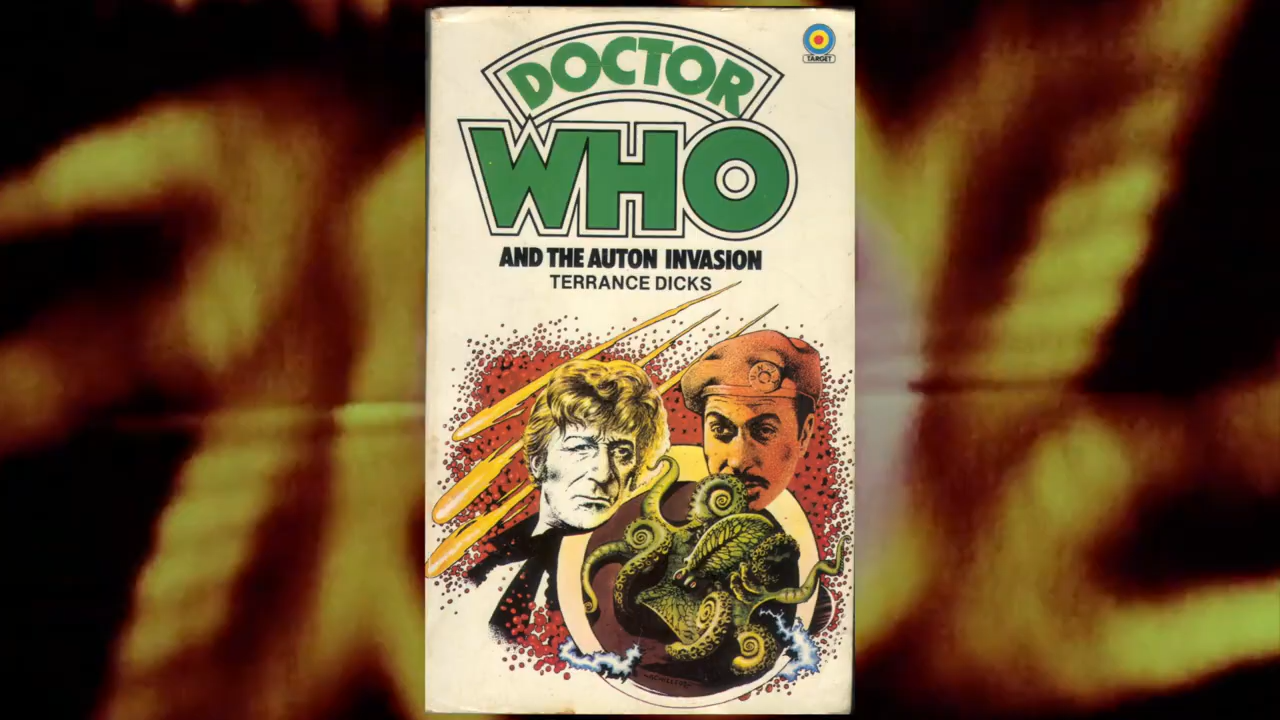 DOCTOR
WHO
TARGET
AND THE AUTON INVASION
TERRANCE DICKS